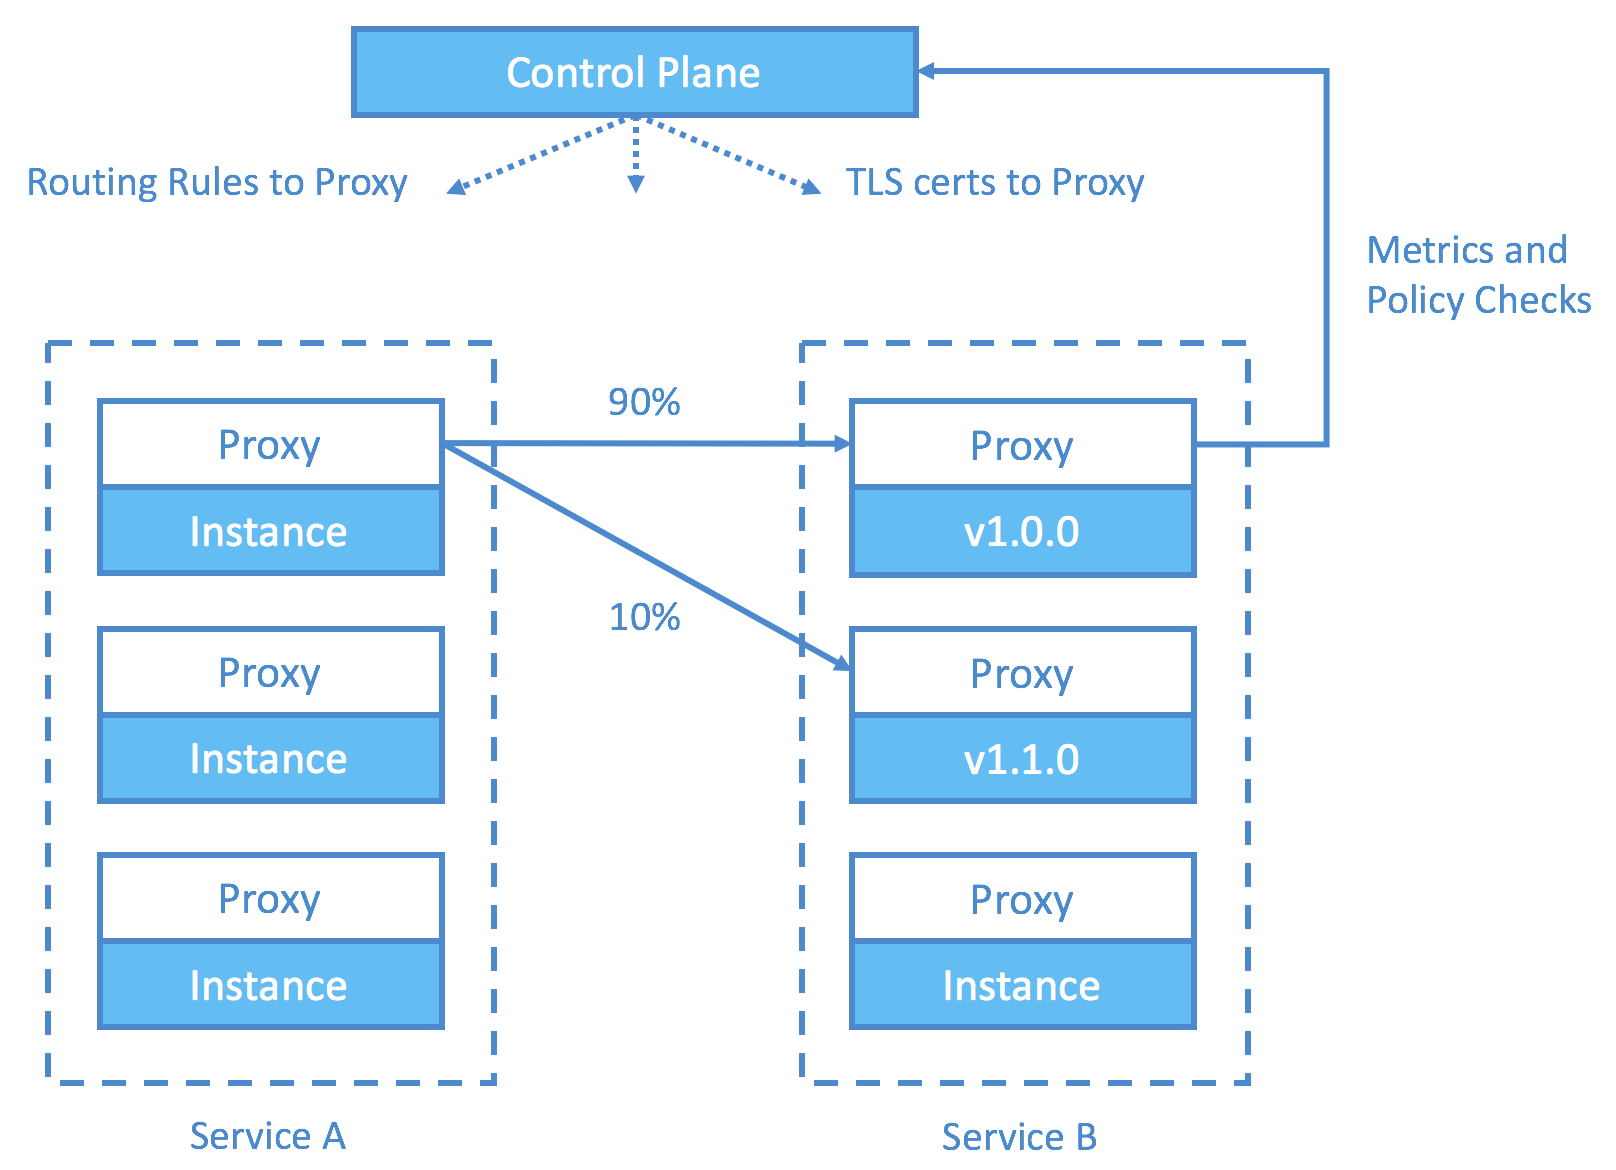 Control Plane
Routing Rules to Proxy
TLS certs to Proxy
Metrics and
Policy Checks
90%
10%
Proxy
Instance
Proxy
Instance
Proxy
Instance
Service A
Proxy
v1.0.0
Proxy
v1.1.0
Proxy
Instance
Service B